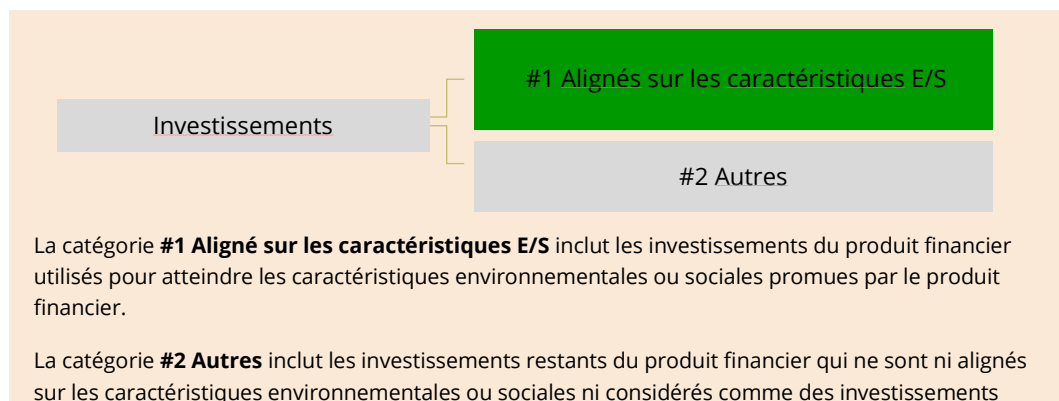 #1 Alignés sur les caractéristiques E/S
Investissements
#2 Autres
La catégorie #1 Aligné sur les caractéristiques E/S inclut les investissements du produit financier
utilisés pour atteindre les caractéristiques environnementales ou sociales promues par le produit
financier.
La catégorie #2 Autres inclut les investissements restants du produit financier qui ne sont ni alignés
sur les caractéristiques environnementales ou sociales ni considérés comme des investissements